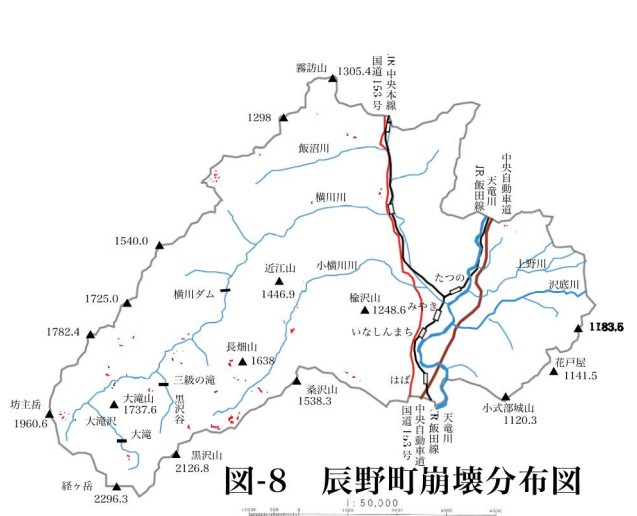 霧訪山
1305.4
JR 中央本線
国道153号
1298
飯沼川
中央自動車道
天竜川
JR 飯田線
横川川
1540.0
近江山
1446.9
小横川川
上野川
沢底川
横川ダム
たつの
1725.0
楡沢山
1248.6
みやき
いなしんまち
1782.4
長畑山
1638
花戸屋
1141.5
三級の滝
はば
桑沢山
1538.3
坊主岳
1960.6
大滝山
1737.6
黒沢谷
小式部城山
1120.3
大滝沢
大滝
国道153号
中央自動車道
JR 飯田線
天竜川
黒沢山
2126.8
経ヶ岳
2296.3
図-8 辰野町崩壊分布図
1: 50,000